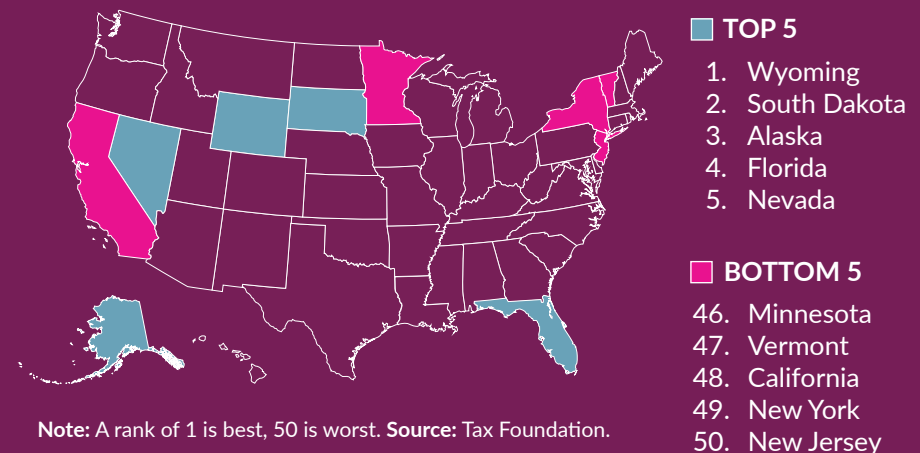 TOP 5
1. Wyoming
2. South Dakota
3. Alaska
4. Florida
5. Nevada
BOTTOM 5
46. Minnesota
47. Vermont
48. California
49. New York
50. New Jersey
Note: A rank of 1 is best, 50 is worst. Source: Tax Foundation.